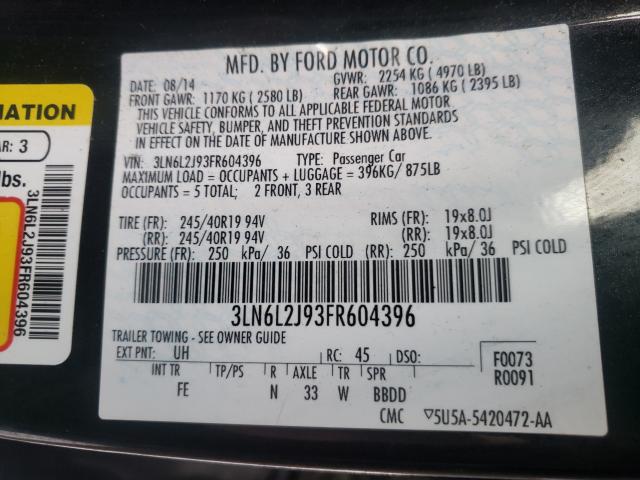 MFD. BY FORD MOTOR CO.
DATE: 08/14 GVWR: 2254 KG ( 4970 LB)
FRONT GAWR: 1170 KG ( 2580 LB) REAR GAWR: 1086 KG ( 2395 LB)
THIS VEHICLE CONFORMS TO ALL APPLICABLE FEDERAL MOTOR
VEHICLE SAFETY, BUMPER, AND THEFT PREVENTION STANDARDS
IN EFFECT ON THE DATE OF MANUFACTURE SHOWN ABOVE.
VIN: 3LN6L2J93FR604396 TYPE: Passenger Car
MAXIMUM LOAD = OCCUPANTS + LUGGAGE = 396KG/ 875LB
OCCUPANTS = 5 TOTAL; 2 FRONT, 3 REAR
TIRE (FR): 245/40R19 94V RIMS (FR): 19x8.0J
(RR): 245/40R19 94V (RR): 19x8.0J
PRESSURE (FR): 250 kPa/ 36 PSI COLD (RR): 250 kPa/ 36 PSI COLD
3LN6L2J93FR604396
TRAILER TOWING - SEE OWNER GUIDE
EXT PNT: UH RC: 45 DSO: F0073
INT TR TP/PS R AXLE TR SPR R0091
FE N 33 W BBDD
CMC ▽5U5A-5420472-AA
MATION
AR: 3
lbs.
3LN6L2J93FR604396